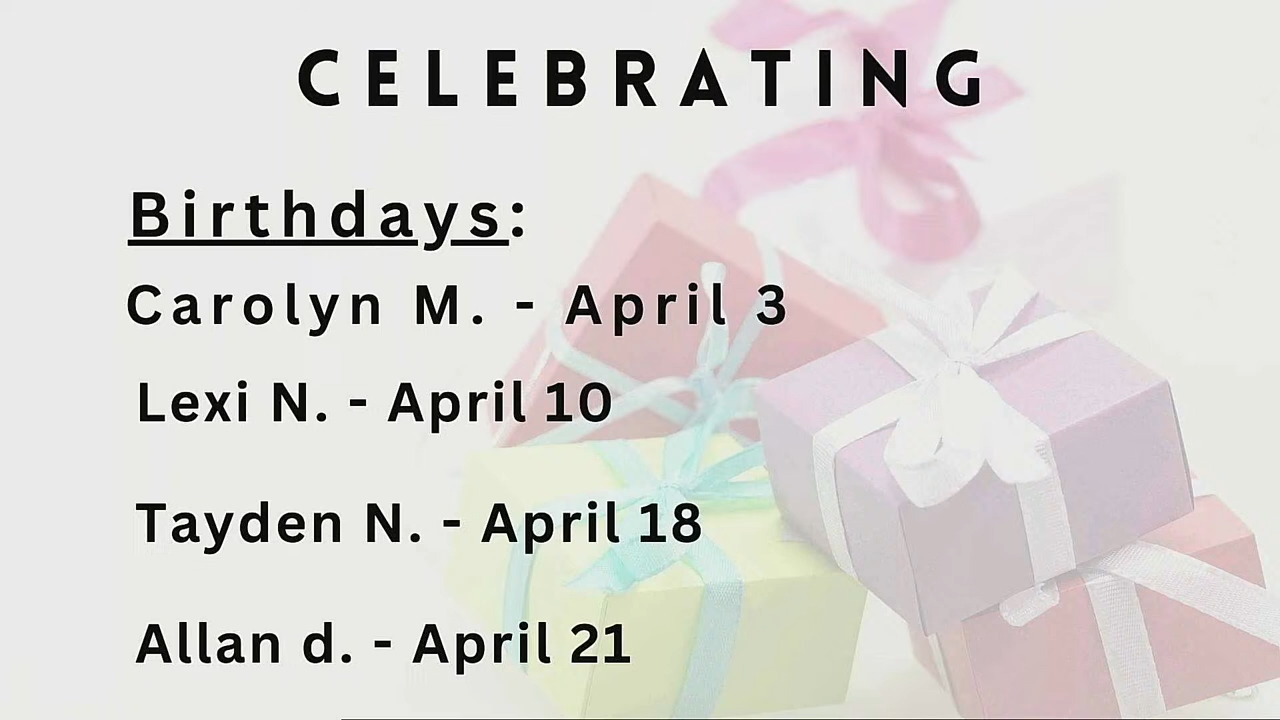 CELEBRATING
Birthdays:
Carolyn M. - April 3
Lexi N. - April 10
Tayden N. - April 18
Allan d. - April 21